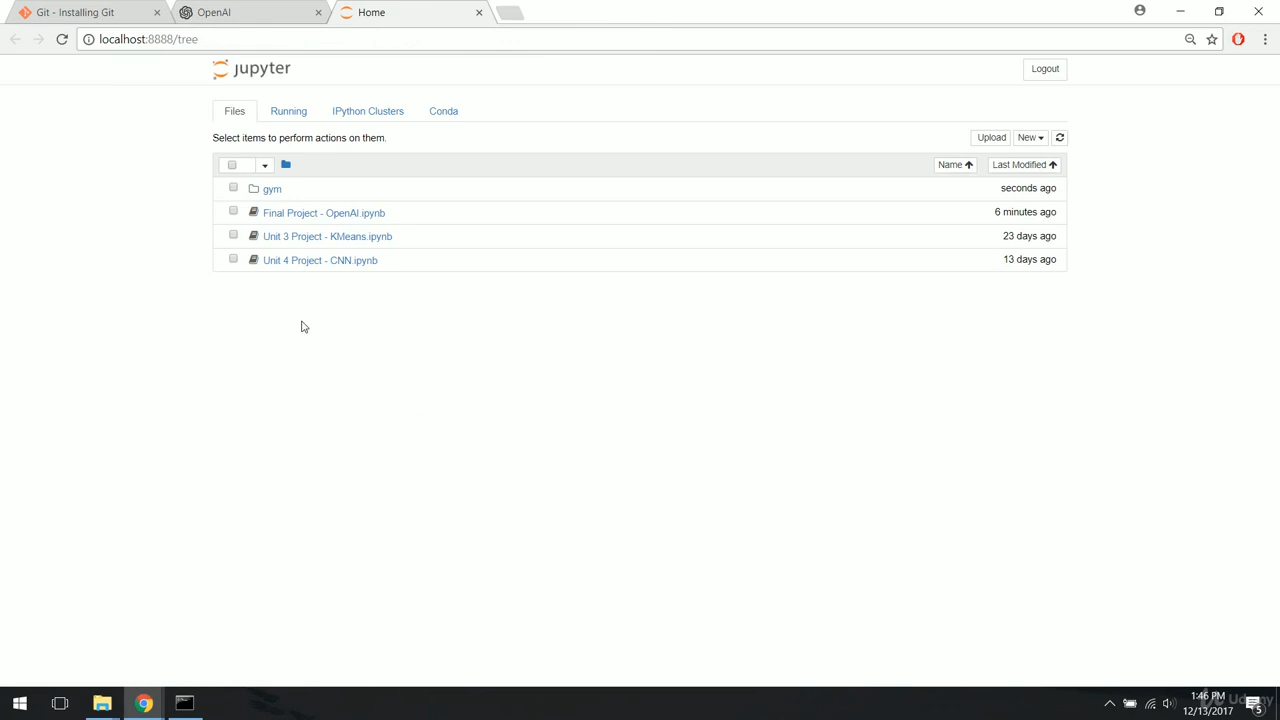 Git - Installing Git
OpenAI
Home
localhost:8888/tree
jupyter
Logout
Files
Running
IPython Clusters
Conda
Select items to perform actions on them.
Upload
New
Name
Last Modified
gym
seconds ago
Final Project - OpenAI.ipynb
6 minutes ago
Unit 3 Project - KMeans.ipynb
23 days ago
Unit 4 Project - CNN.ipynb
13 days ago
1:46 PM
12/13/2017
Udemy
5